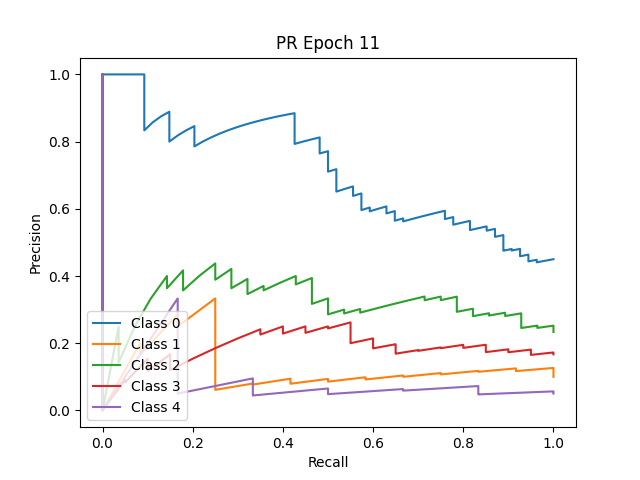 PR Epoch 11
Precision
1.0
0.8
0.6
0.4
0.2
0.0
Class 0
Class 1
Class 2
Class 3
Class 4
0.0 0.2 0.4 0.6 0.8 1.0
Recall